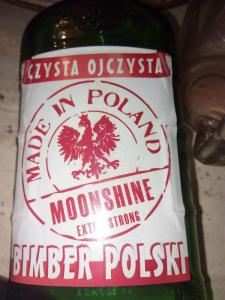 CZYSTA OJCZYSTA
MADE IN POLAND
MOONSHINE
EXTRA STRONG
BIMBER POLSKI